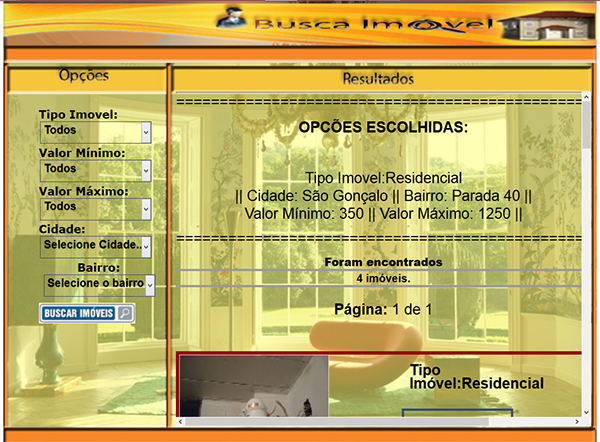 Busca Imovel
Opções
Resultados
Tipo Imovel:
Todos
Valor Mínimo:
Todos
Valor Máximo:
Todos
Cidade:
Selecione Cidade..
Bairro:
Selecione o bairro
BUSCAR IMÓVEIS
OPCÕES ESCOLHIDAS:
Tipo Imovel:Residencial
|| Cidade: São Gonçalo || Bairro: Parada 40 ||
Valor Mínimo: 350 || Valor Máximo: 1250 ||
Foram encontrados
4 imóveis.
Página: 1 de 1
Tipo
Imóvel:Residencial